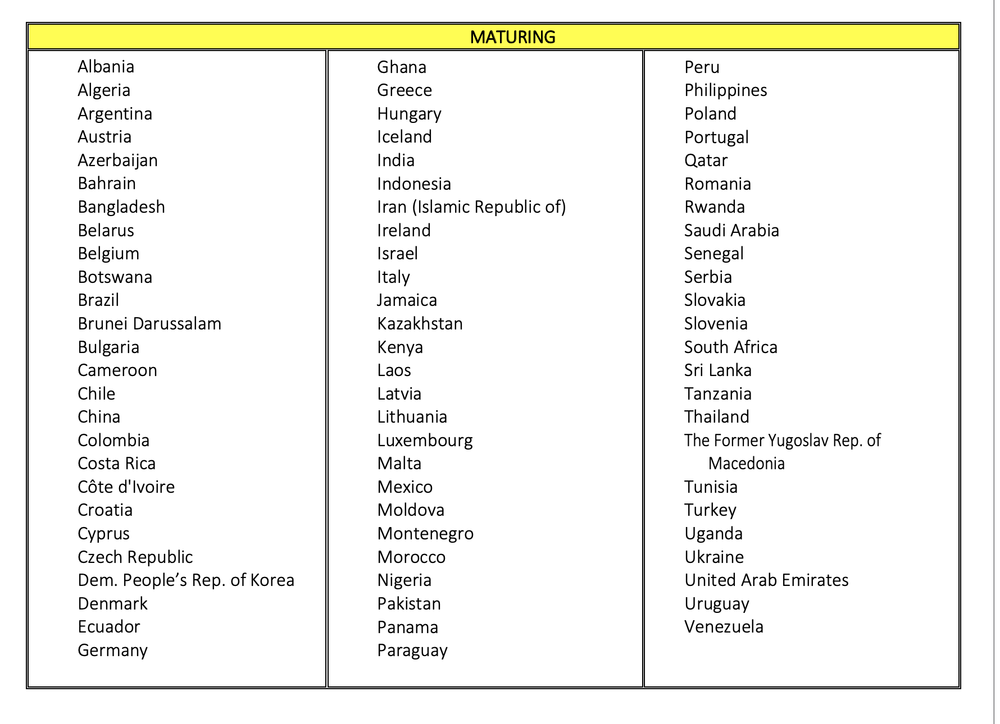 MATURING
Albania
Algeria
Argentina
Austria
Azerbaijan
Bahrain
Bangladesh
Belarus
Belgium
Botswana
Brazil
Brunei Darussalam
Bulgaria
Cameroon
Chile
China
Colombia
Costa Rica
Côte d'Ivoire
Croatia
Cyprus
Czech Republic
Dem. People’s Rep. of Korea
Denmark
Ecuador
Germany
Ghana
Greece
Hungary
Iceland
India
Indonesia
Iran (Islamic Republic of)
Ireland
Israel
Italy
Jamaica
Kazakhstan
Kenya
Laos
Latvia
Lithuania
Luxembourg
Malta
Mexico
Moldova
Montenegro
Morocco
Nigeria
Pakistan
Panama
Paraguay
Peru
Philippines
Poland
Portugal
Qatar
Romania
Rwanda
Saudi Arabia
Senegal
Serbia
Slovakia
Slovenia
South Africa
Sri Lanka
Tanzania
Thailand
The Former Yugoslav Rep. of
Macedonia
Tunisia
Turkey
Uganda
Ukraine
United Arab Emirates
Uruguay
Venezuela